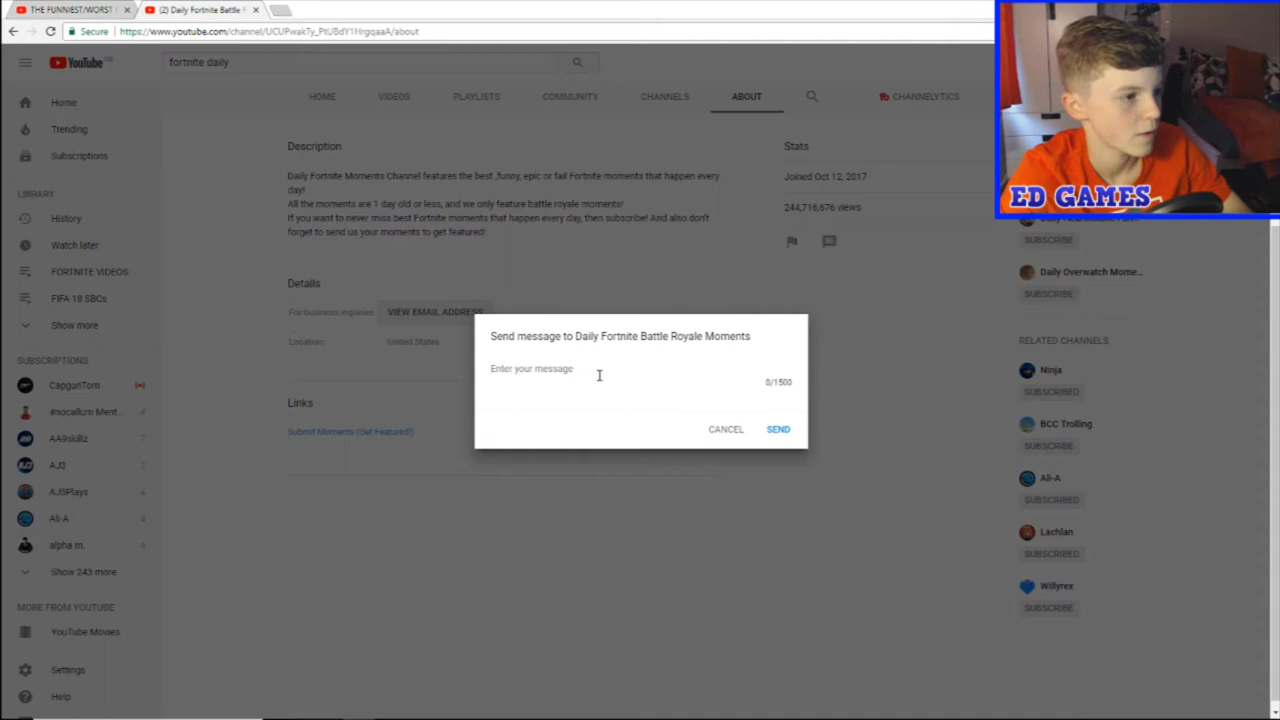 THE FUNNIEST/WORST
(2) Daily Fortnite Battle
Secure
https://www.youtube.com/channel/UCUPwak7y_PtUBdY1HrgqaaA/about
YouTube
fortnite daily
HOME
VIDEOS
PLAYLISTS
COMMUNITY
CHANNELS
ABOUT
CHANNELYTICS
Home
Trending
Subscriptions
LIBRARY
History
Watch later
FORTNITE VIDEOS
FIFA 18 SBCs
Show more
SUBSCRIPTIONS
CapgunTom
#nocallum Ment...
4
AA9skillz
7
AJ3
2
AJ3Plays
Ali-A
alpha m.
Show 243 more
MORE FROM YOUTUBE
YouTube Movies
Settings
Help
Description
Daily Fortnite Moments Channel features the best ,funny, epic or fail Fortnite moments that happen every
day!
All the moments are 1 day old or less, and we only feature battle royale moments!
If you want to never miss best Fortnite moments that happen every day, then subscribe! And also don't
forget to send us your moments to get featured!
Details
For business inquiries
VIEW EMAIL ADDRESS
Location:
United States
Links
Submit Moments (Get Featured!)
Stats
Joined Oct 12, 2017
244,716,676 views
Send message to Daily Fortnite Battle Royale Moments
Enter your message
0/1500
CANCEL
SEND
ED GAMES
SUBSCRIBE
Daily Overwatch Mome...
SUBSCRIBE
RELATED CHANNELS
Ninja
SUBSCRIBED
BCC Trolling
SUBSCRIBE
Ali-A
SUBSCRIBED
Lachlan
SUBSCRIBED
Willyrex
SUBSCRIBE